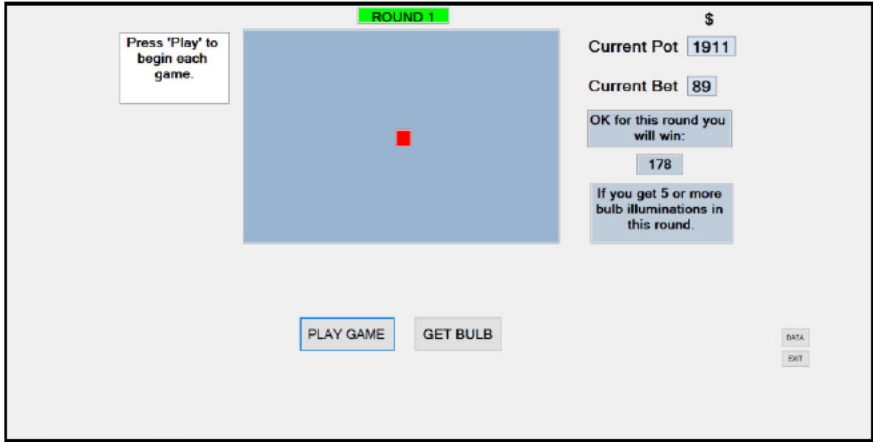 ROUND 1
$
Press 'Play' to
begin each
game.
Current Pot 1911
Current Bet 89
OK for this round you
will win:
178
If you get 5 or more
bulb illuminations in
this round.
PLAY GAME
GET BULB
DATA
EXIT